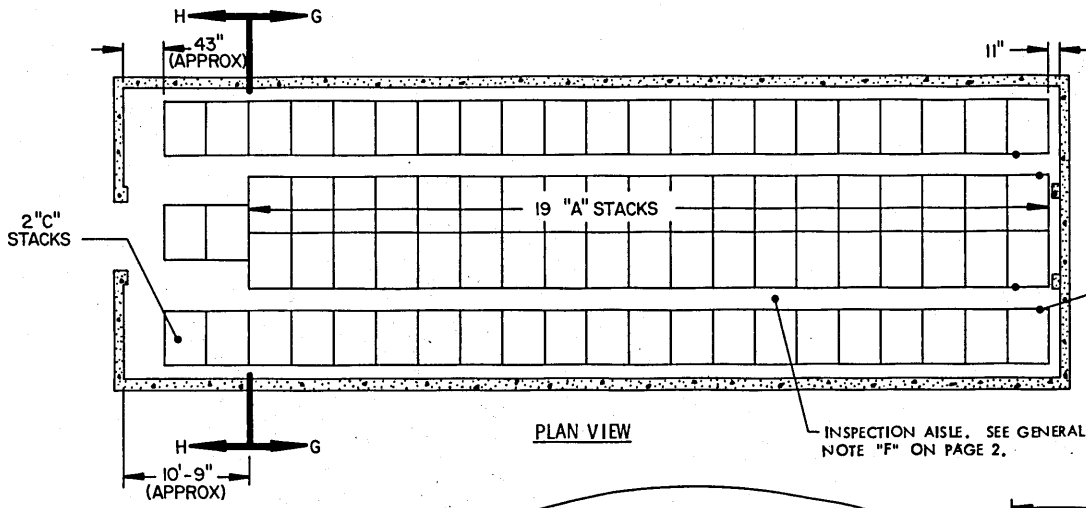 H G
43"
(APPROX)
11"
19 "A" STACKS
2"C"
STACKS
H G
PLAN VIEW
INSPECTION AISLE. SEE GENERAL
NOTE "F" ON PAGE 2.
10'-9"
(APPROX)